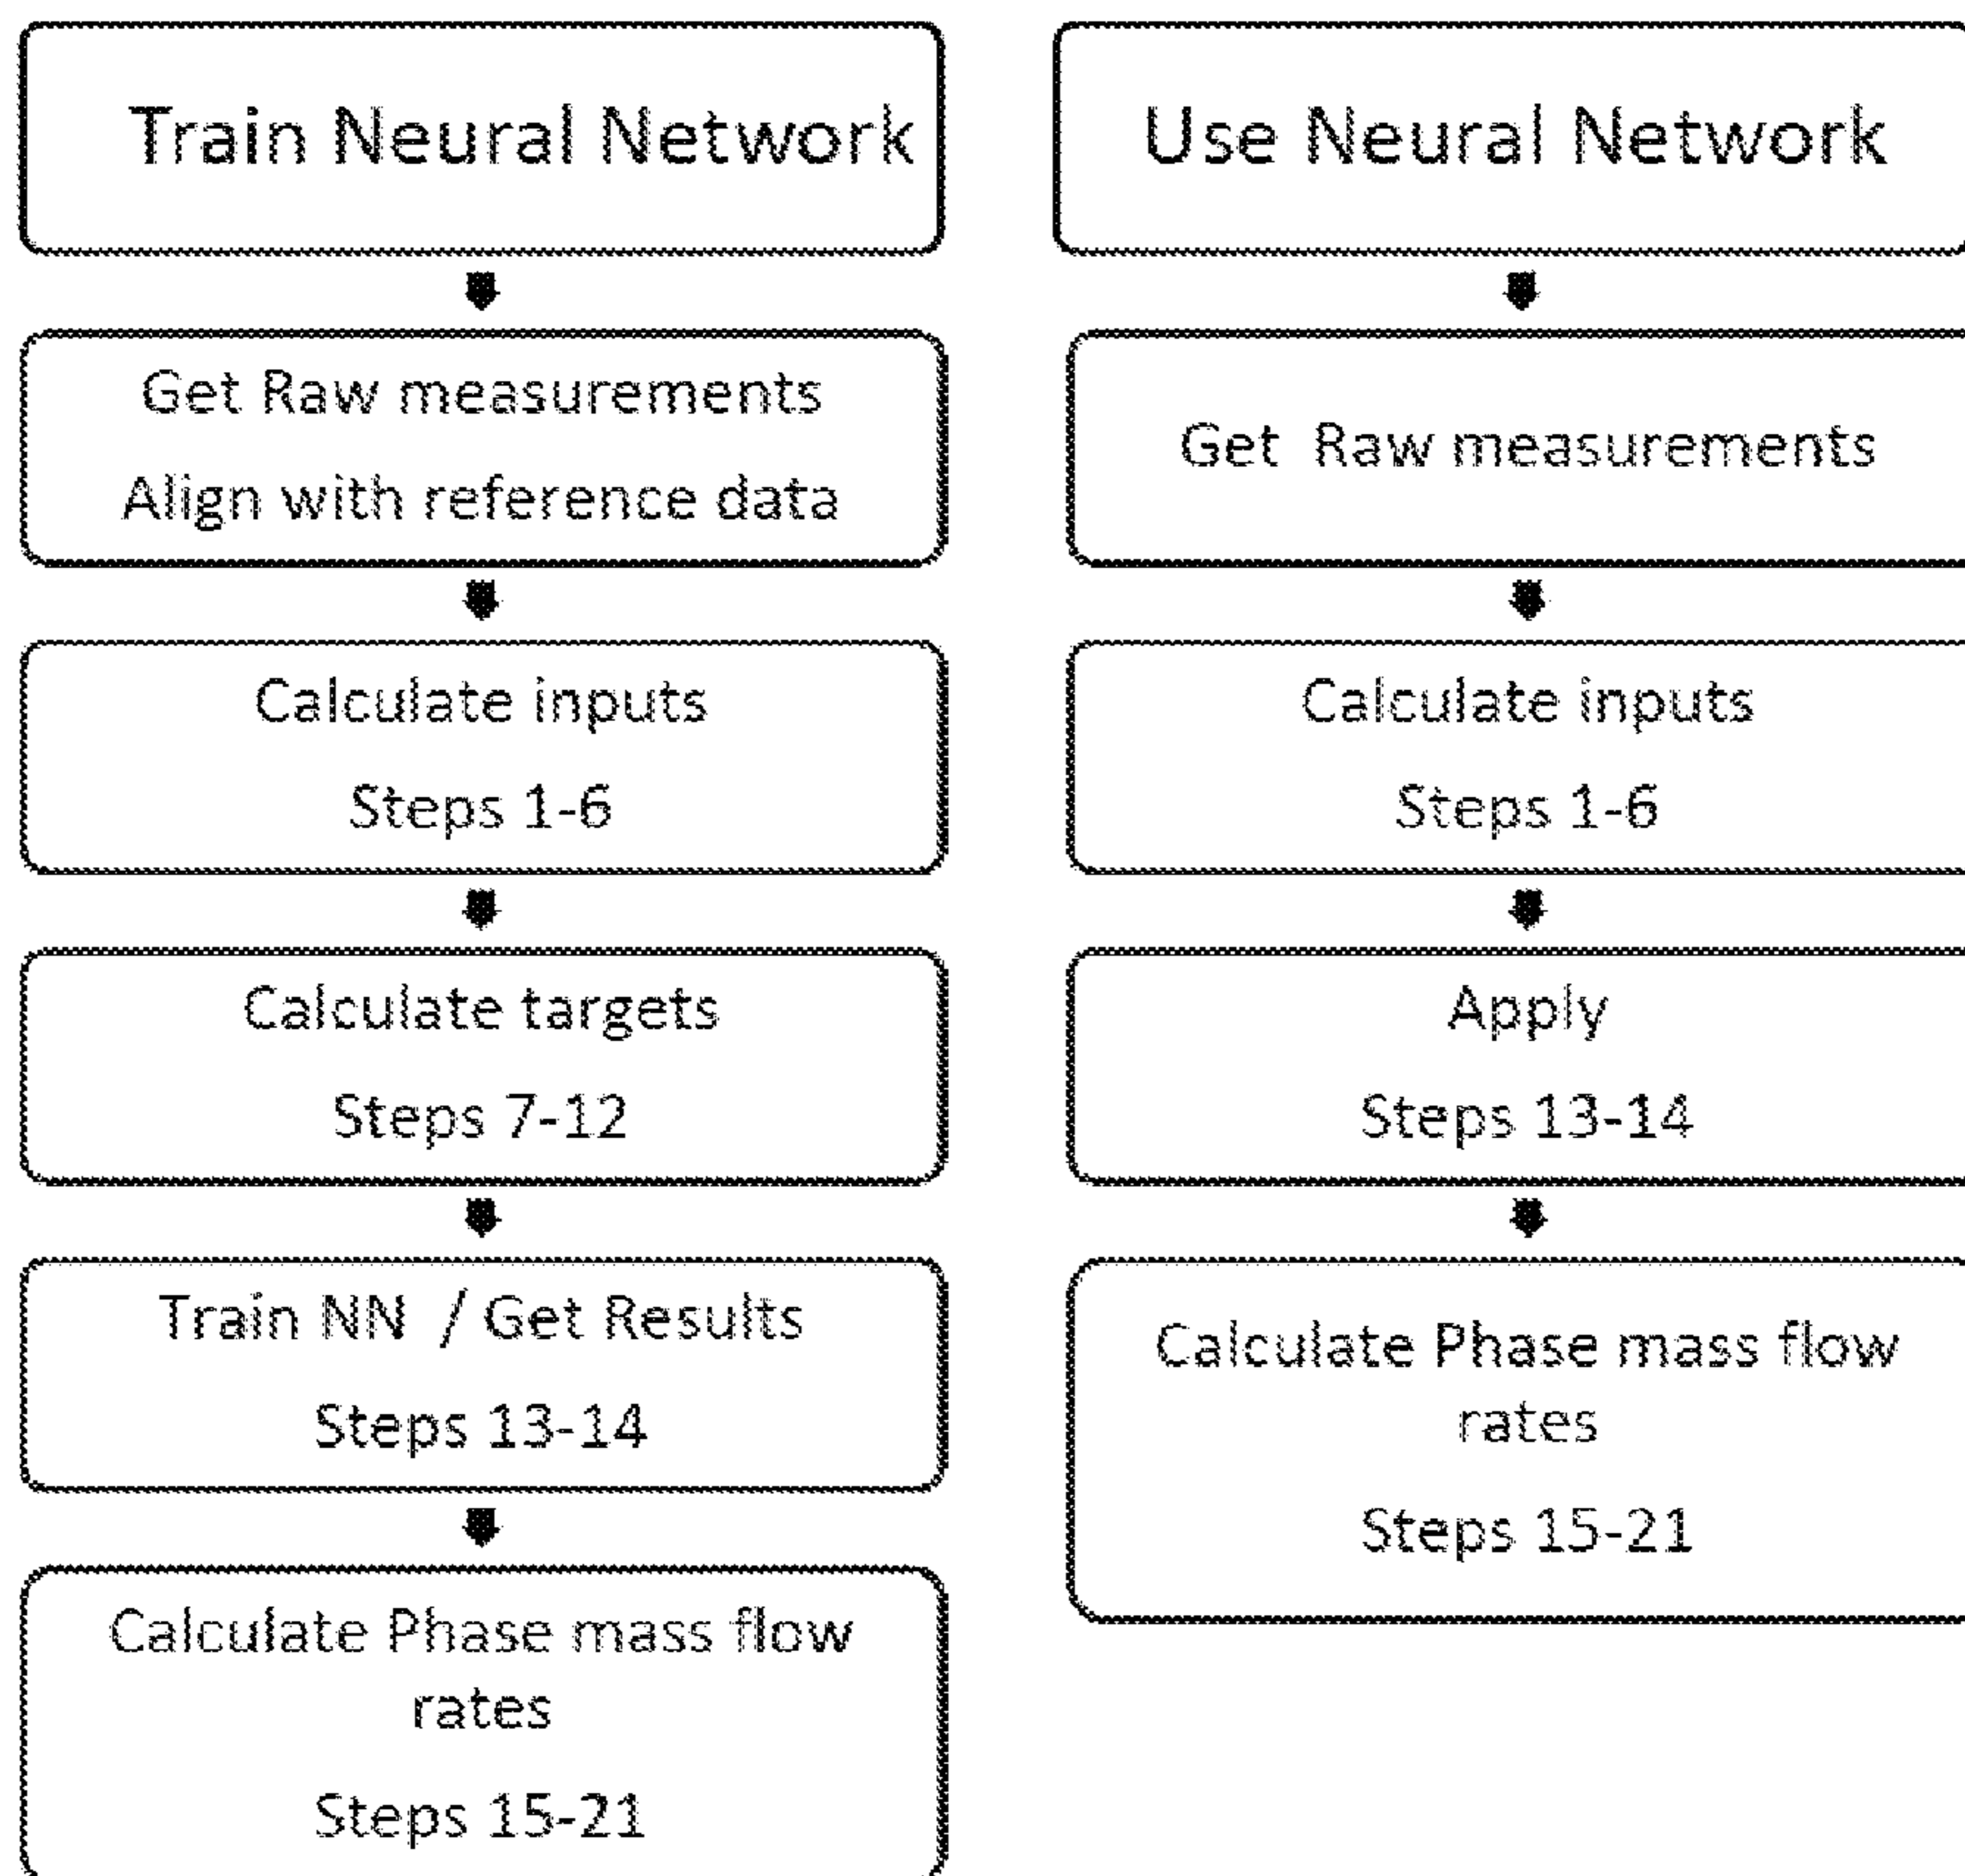 Train Neural Network
Get Raw measurements
Align with reference data
Calculate inputs
Steps 1-6
Calculate targets
Steps 7-12
Train NN / Get Results
Steps 13-14
Calculate Phase mass flow
rates
Steps 15-21
Use Neural Network
Get Raw measurements
Calculate inputs
Steps 1-6
Apply
Steps 13-14
Calculate Phase mass flow
rates
Steps 15-21